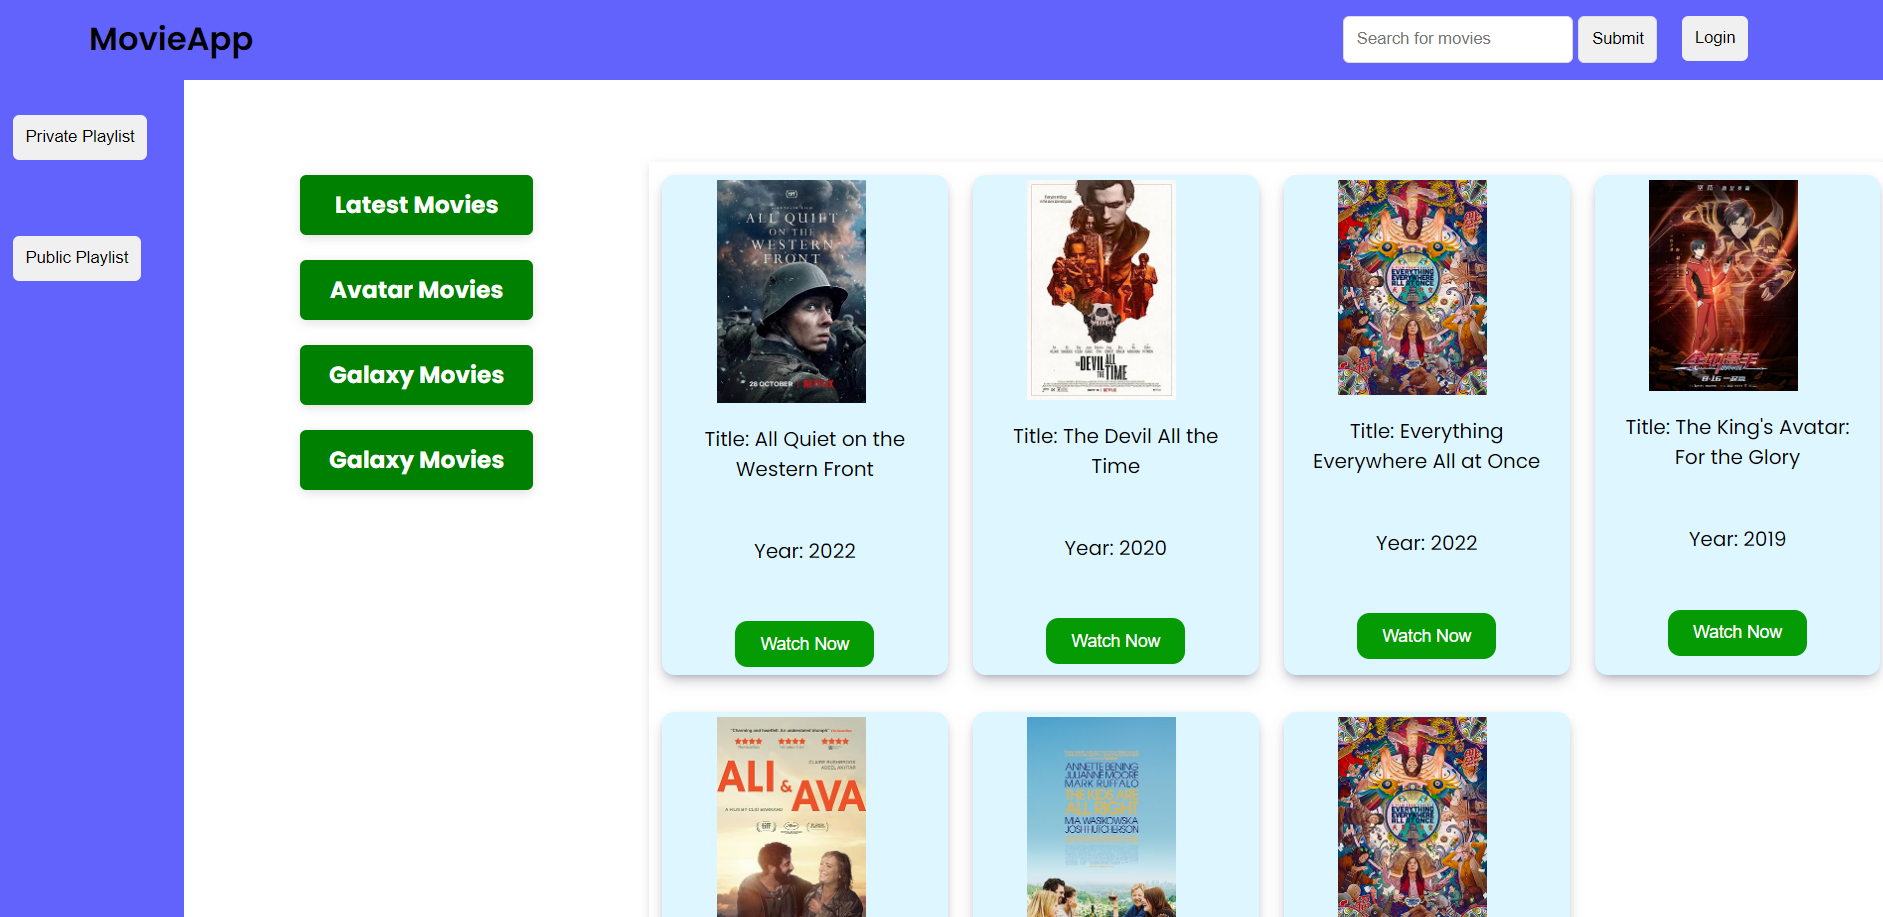 MovieApp
Search for movies
Submit
Login
Private Playlist
Public Playlist
Latest Movies
Avatar Movies
Galaxy Movies
Galaxy Movies
ALL QUIET
ON THE
WESTERN
FRONT
28 OCTOBER
NETFLIX
Title: All Quiet on the
Western Front
Year: 2022
Watch Now
THE DEVIL ALL
THE TIME
NETFLIX
Title: The Devil All the
Time
Year: 2020
Watch Now
EVERYTHING
EVERYWHERE
ALL AT ONCE
Title: Everything
Everywhere All at Once
Year: 2022
Watch Now
8·16
Title: The King's Avatar:
For the Glory
Year: 2019
Watch Now
ALI & AVA
ANNETTE BENING
JULIANNE MOORE
MARK RUFFALO
THE KIDS ARE
ALL RIGHT
MIA WASIKOWSKA
JOSH HUTCHERSON
EVERYTHING
EVERYWHERE
ALL AT ONCE